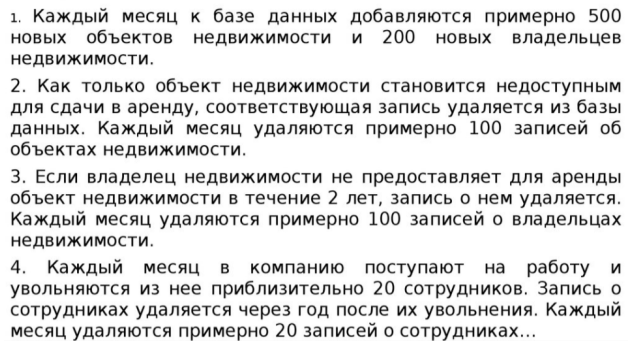 1. Каждый месяц к базе данных добавляются примерно 500
новых объектов недвижимости и 200 новых владельцев
недвижимости.
2. Как только объект недвижимости становится недоступным
для сдачи в аренду, соответствующая запись удаляется из базы
данных. Каждый месяц удаляются примерно 100 записей об
объектах недвижимости.
3. Если владелец недвижимости не предоставляет для аренды
объект недвижимости в течение 2 лет, запись о нем удаляется.
Каждый месяц удаляются примерно 100 записей о владельцах
недвижимости.
4. Каждый месяц в компанию поступают на работу и
увольняются из нее приблизительно 20 сотрудников. Запись о
сотрудниках удаляется через год после их увольнения. Каждый
месяц удаляются примерно 20 записей о сотрудниках...